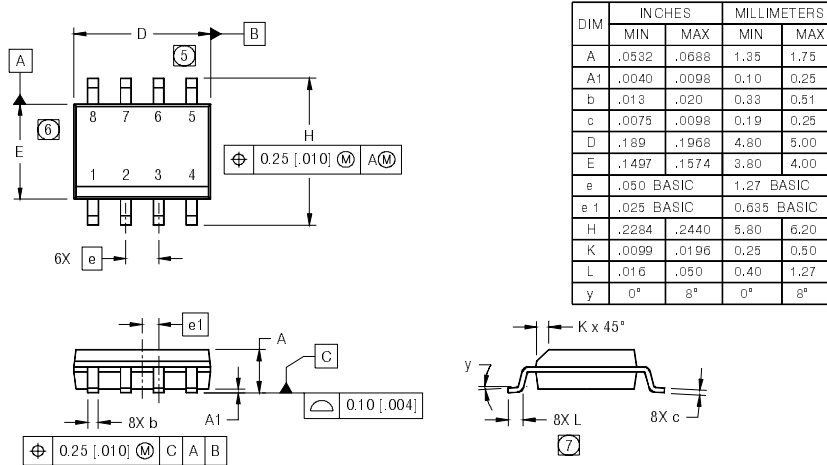 D
B
5
A
8 7 6 5
6
E
H
0.25 [.010] M A M
1 2 3 4
6X e
DIM INCHES MILLIMETERS
MIN MAX MIN MAX
A .0532 .0688 1.35 1.75
A1 .0040 .0098 0.10 0.25
b .013 .020 0.33 0.51
c .0075 .0098 0.19 0.25
D .189 .1968 4.80 5.00
E .1497 .1574 3.80 4.00
e .050 BASIC 1.27 BASIC
e 1 .025 BASIC 0.635 BASIC
H .2284 .2440 5.80 6.20
K .0099 .0196 0.25 0.50
L .016 .050 0.40 1.27
y 0° 8° 0° 8°
e1
A
C
A1
0.10 [.004]
8X b
0.25 [.010] M C A B
K x 45°
y
8X L
8X c
7